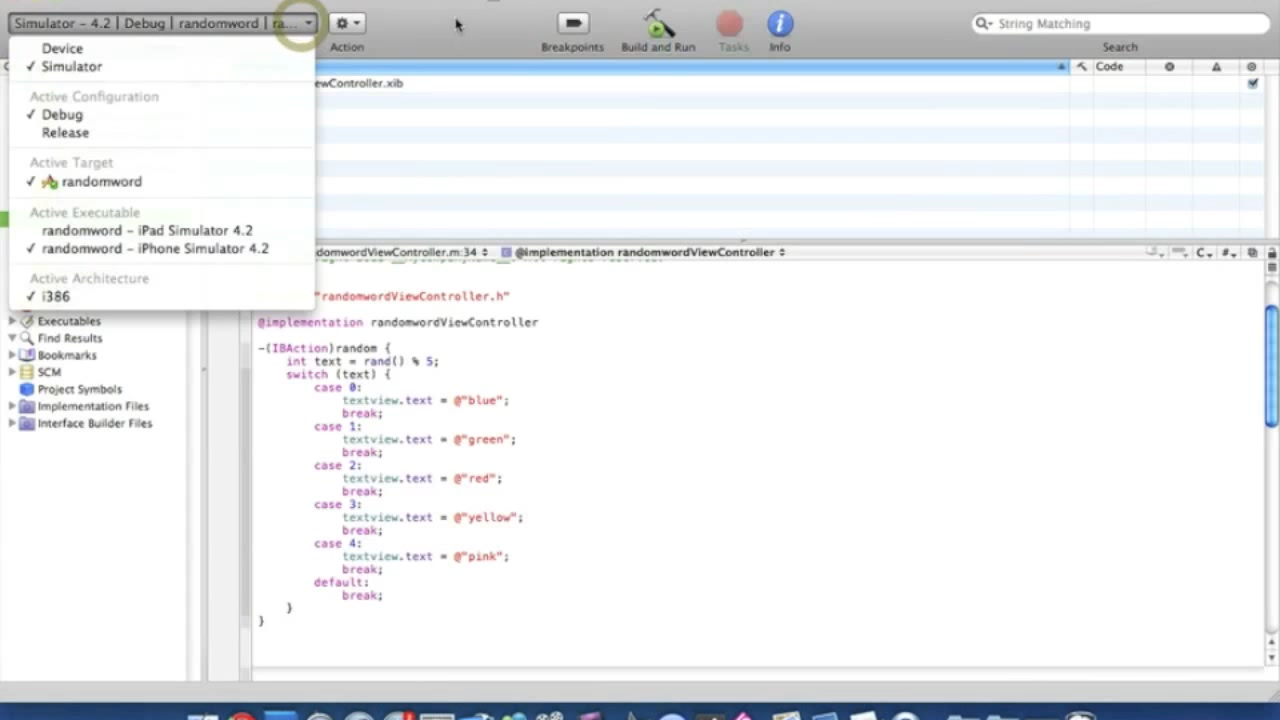 Simulator – 4.2 | Debug | randomword | ra...
Action
Breakpoints
Build and Run
Tasks
Info
String Matching
Search
Device
✓ Simulator
Active Configuration
✓ Debug
Release
Active Target
✓ randomword
Active Executable
randomword – iPad Simulator 4.2
✓ randomword – iPhone Simulator 4.2
Active Architecture
✓ i386
Executables
Find Results
Bookmarks
SCM
Project Symbols
Implementation Files
Interface Builder Files
ewController.xib
Code
domwordViewController.m:34
@implementation randomwordViewController
C
#
"randomwordViewController.h"
@implementation randomwordViewController
-(IBAction)random {
int text = rand() % 5;
switch (text) {
case 0:
textview.text = @"blue";
break;
case 1:
textview.text = @"green";
break;
case 2:
textview.text = @"red";
break;
case 3:
textview.text = @"yellow";
break;
case 4:
textview.text = @"pink";
break;
default:
break;
}
}